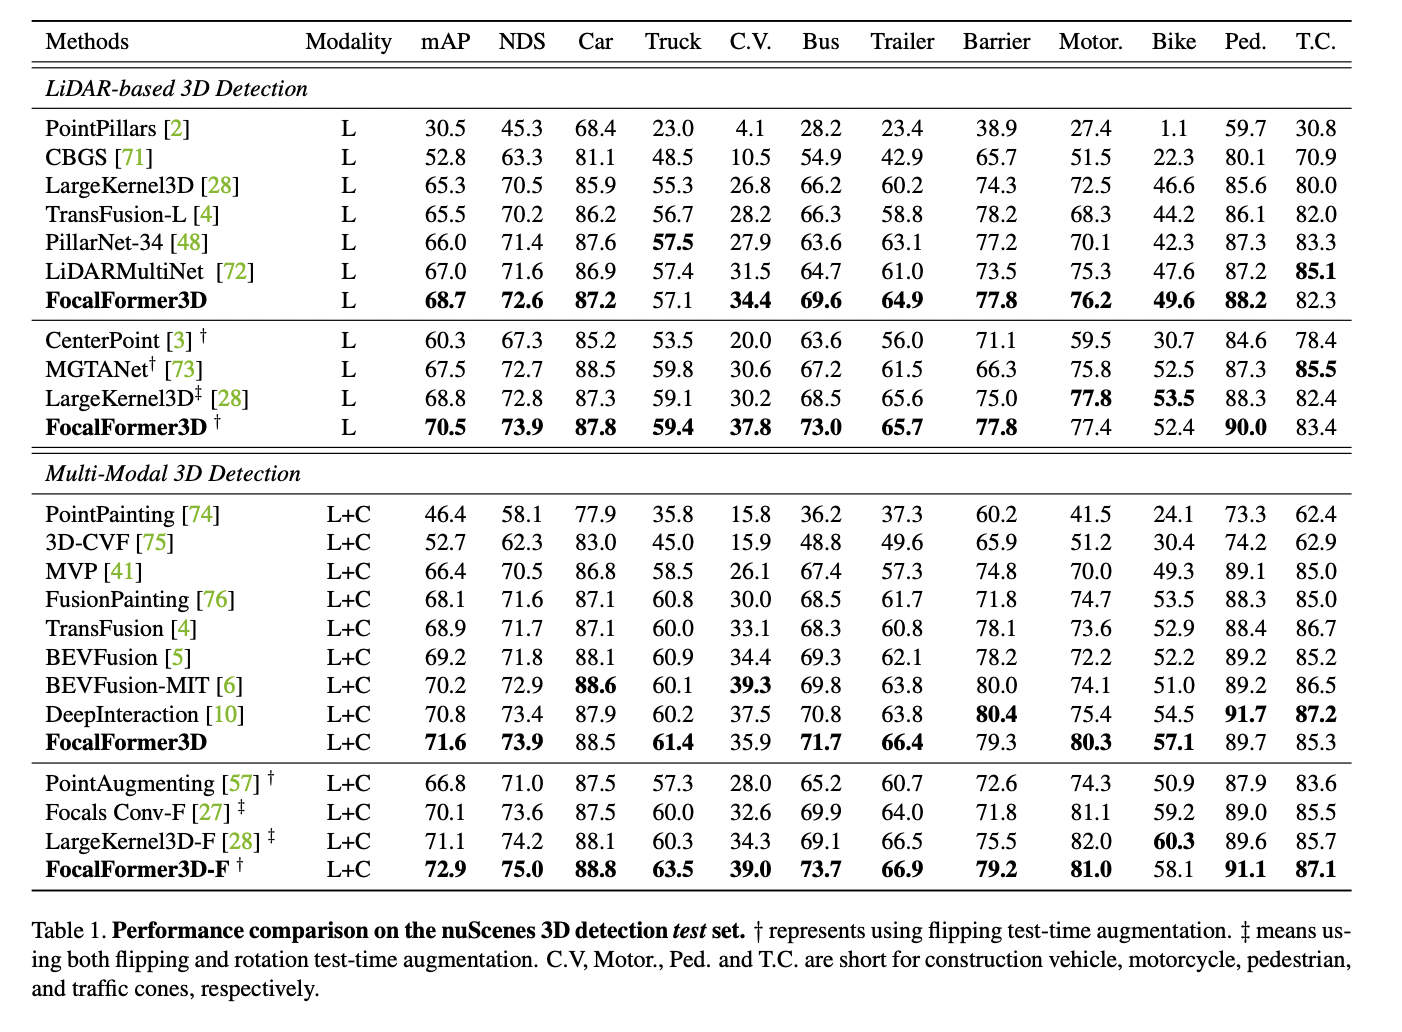 Methods Modality mAP NDS Car Truck C.V. Bus Trailer Barrier Motor. Bike Ped. T.C.
LiDAR-based 3D Detection
PointPillars [2] L 30.5 45.3 68.4 23.0 4.1 28.2 23.4 38.9 27.4 1.1 59.7 30.8
CBGS [71] L 52.8 63.3 81.1 48.5 10.5 54.9 42.9 65.7 51.5 22.3 80.1 70.9
LargeKernel3D [28] L 65.3 70.5 85.9 55.3 26.8 66.2 60.2 74.3 72.5 46.6 85.6 80.0
TransFusion-L [4] L 65.5 70.2 86.2 56.7 28.2 66.3 58.8 78.2 68.3 44.2 86.1 82.0
PillarNet-34 [48] L 66.0 71.4 87.6 57.5 27.9 63.6 63.1 77.2 70.1 42.3 87.3 83.3
LiDARMultiNet [72] L 67.0 71.6 86.9 57.4 31.5 64.7 61.0 73.5 75.3 47.6 87.2 85.1
FocalFormer3D L 68.7 72.6 87.2 57.1 34.4 69.6 64.9 77.8 76.2 49.6 88.2 82.3
CenterPoint [3] † L 60.3 67.3 85.2 53.5 20.0 63.6 56.0 71.1 59.5 30.7 84.6 78.4
MGTANet† [73] L 67.5 72.7 88.5 59.8 30.6 67.2 61.5 66.3 75.8 52.5 87.3 85.5
LargeKernel3D‡ [28] L 68.8 72.8 87.3 59.1 30.2 68.5 65.6 75.0 77.8 53.5 88.3 82.4
FocalFormer3D † L 70.5 73.9 87.8 59.4 37.8 73.0 65.7 77.8 77.4 52.4 90.0 83.4
Multi-Modal 3D Detection
PointPainting [74] L+C 46.4 58.1 77.9 35.8 15.8 36.2 37.3 60.2 41.5 24.1 73.3 62.4
3D-CVF [75] L+C 52.7 62.3 83.0 45.0 15.9 48.8 49.6 65.9 51.2 30.4 74.2 62.9
MVP [41] L+C 66.4 70.5 86.8 58.5 26.1 67.4 57.3 74.8 70.0 49.3 89.1 85.0
FusionPainting [76] L+C 68.1 71.6 87.1 60.8 30.0 68.5 61.7 71.8 74.7 53.5 88.3 85.0
TransFusion [4] L+C 68.9 71.7 87.1 60.0 33.1 68.3 60.8 78.1 73.6 52.9 88.4 86.7
BEVFusion [5] L+C 69.2 71.8 88.1 60.9 34.4 69.3 62.1 78.2 72.2 52.2 89.2 85.2
BEVFusion-MIT [6] L+C 70.2 72.9 88.6 60.1 39.3 69.8 63.8 80.0 74.1 51.0 89.2 86.5
DeepInteraction [10] L+C 70.8 73.4 87.9 60.2 37.5 70.8 63.8 80.4 75.4 54.5 91.7 87.2
FocalFormer3D L+C 71.6 73.9 88.5 61.4 35.9 71.7 66.4 79.3 80.3 57.1 89.7 85.3
PointAugmenting [57] † L+C 66.8 71.0 87.5 57.3 28.0 65.2 60.7 72.6 74.3 50.9 87.9 83.6
Focals Conv-F [27] ‡ L+C 70.1 73.6 87.5 60.0 32.6 69.9 64.0 71.8 81.1 59.2 89.0 85.5
LargeKernel3D-F [28] ‡ L+C 71.1 74.2 88.1 60.3 34.3 69.1 66.5 75.5 82.0 60.3 89.6 85.7
FocalFormer3D-F † L+C 72.9 75.0 88.8 63.5 39.0 73.7 66.9 79.2 81.0 58.1 91.1 87.1
Table 1. Performance comparison on the nuScenes 3D detection test set. † represents using flipping test-time augmentation. ‡ means us-
ing both flipping and rotation test-time augmentation. C.V, Motor., Ped. and T.C. are short for construction vehicle, motorcycle, pedestrian,
and traffic cones, respectively.